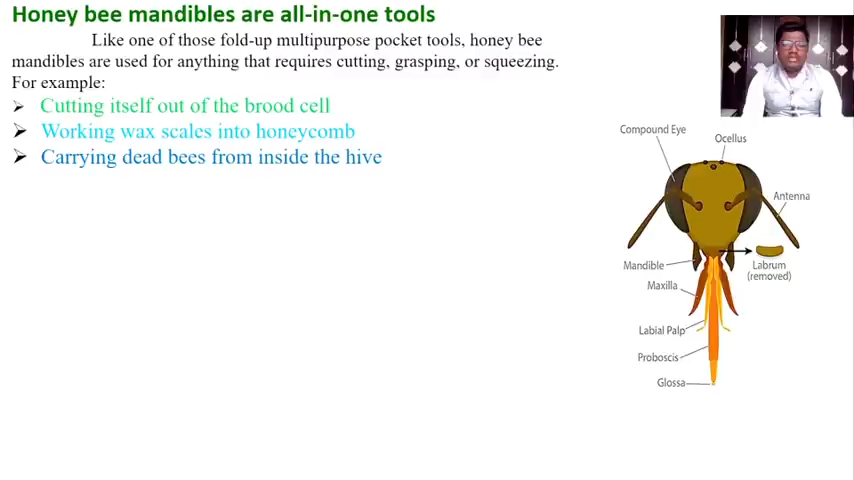 Honey bee mandibles are all-in-one tools
Like one of those fold-up multipurpose pocket tools, honey bee
mandibles are used for anything that requires cutting, grasping, or squeezing.
For example:
➢ Cutting itself out of the brood cell
➢ Working wax scales into honeycomb
➢ Carrying dead bees from inside the hive
Compound Eye
Ocellus
Antenna
Mandible
Labrum
(removed)
Maxilla
Labial Palp
Proboscis
Glossa